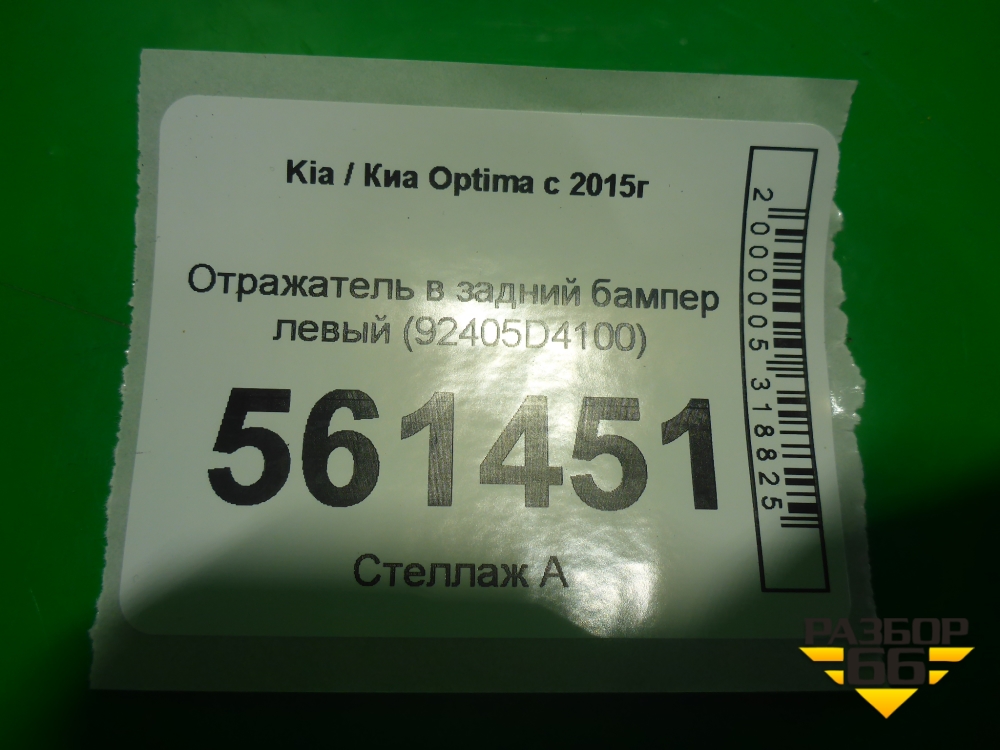 Kia / Киа Optima с 2015г
Отражатель в задний бампер
левый (92405D4100)
561451
Стеллаж А
2000005318825
РАЗБОР
66